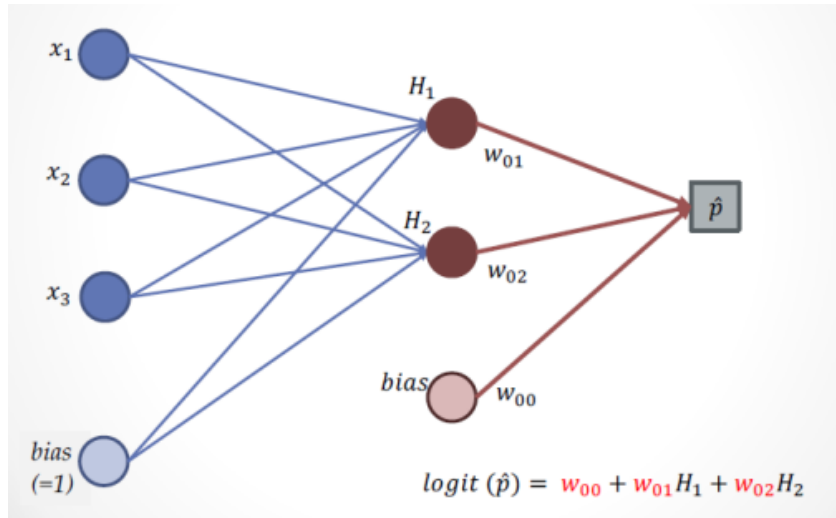 x₁
H₁
w₀₁
x₂
p̂
H₂
w₀₂
x₃
bias
w₀₀
bias
(=1)
logit (p̂) = w₀₀ + w₀₁H₁ + w₀₂H₂